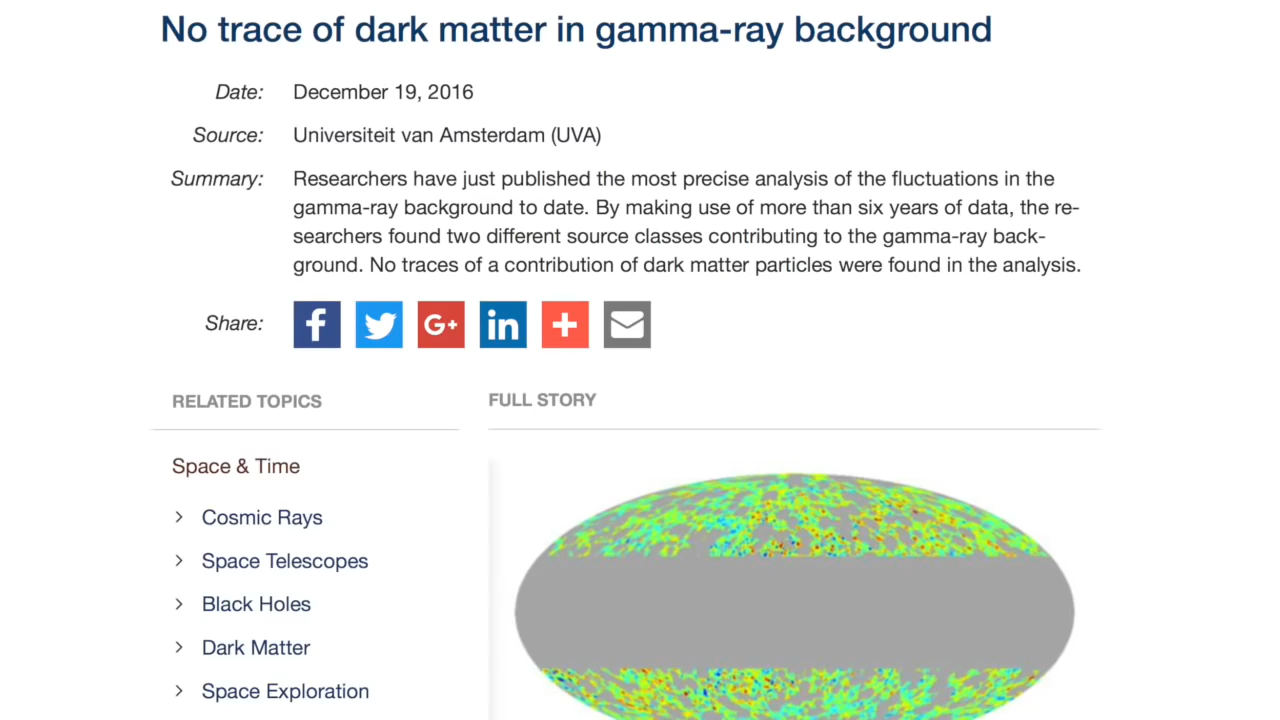 No trace of dark matter in gamma-ray background
Date: December 19, 2016
Source: Universiteit van Amsterdam (UVA)
Summary: Researchers have just published the most precise analysis of the fluctuations in the
gamma-ray background to date. By making use of more than six years of data, the re-
searchers found two different source classes contributing to the gamma-ray back-
ground. No traces of a contribution of dark matter particles were found in the analysis.
Share: f G+ in
RELATED TOPICS
Space & Time
Cosmic Rays
Space Telescopes
Black Holes
Dark Matter
Space Exploration
FULL STORY